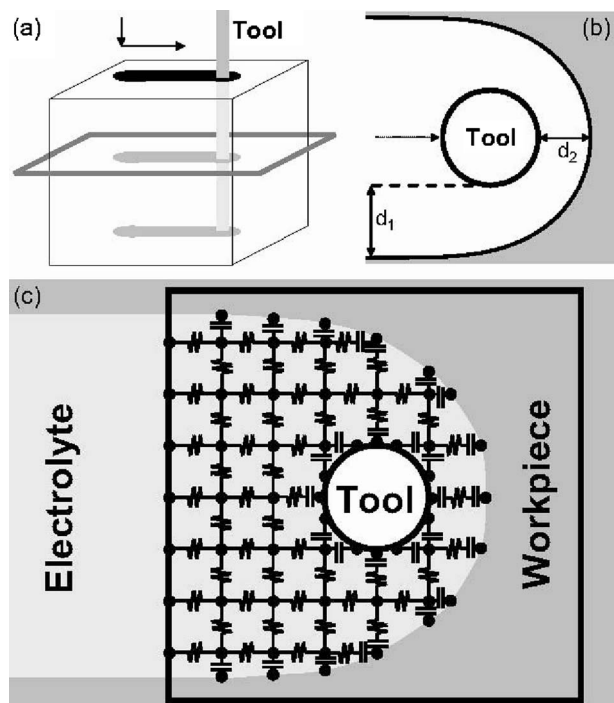 (a)
Tool
(b)
Tool
d₂
d₁
(c)
Electrolyte
Tool
Workpiece